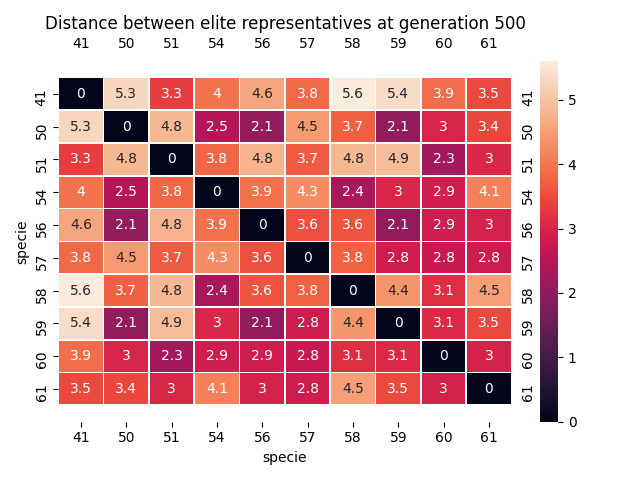 Distance between elite representatives at generation 500
41 50 51 54 56 57 58 59 60 61
41 0 5.3 3.3 4 4.6 3.8 5.6 5.4 3.9 3.5 41
50 5.3 0 4.8 2.5 2.1 4.5 3.7 2.1 3 3.4 50
51 3.3 4.8 0 3.8 4.8 3.7 4.8 4.9 2.3 3 51
54 4 2.5 3.8 0 3.9 4.3 2.4 3 2.9 4.1 54
56 4.6 2.1 4.8 3.9 0 3.6 3.6 2.1 2.9 3 56
57 3.8 4.5 3.7 4.3 3.6 0 3.8 2.8 2.8 2.8 57
58 5.6 3.7 4.8 2.4 3.6 3.8 0 4.4 3.1 4.5 58
59 5.4 2.1 4.9 3 2.1 2.8 4.4 0 3.1 3.5 59
60 3.9 3 2.3 2.9 2.9 2.8 3.1 3.1 0 3 60
61 3.5 3.4 3 4.1 3 2.8 4.5 3.5 3 0 61
41 50 51 54 56 57 58 59 60 61
specie
specie
5
4
3
2
1
0